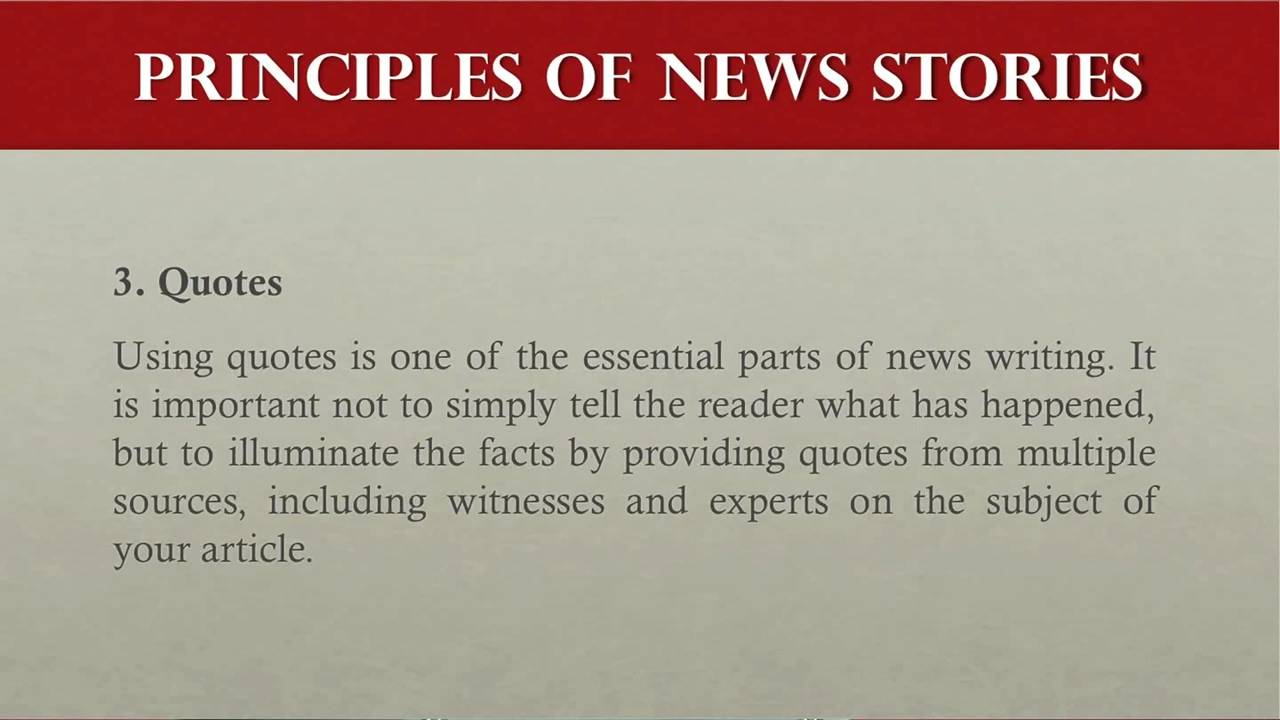 PRINCIPLES OF NEWS STORIES
3. Quotes
Using quotes is one of the essential parts of news writing. It
is important not to simply tell the reader what has happened,
but to illuminate the facts by providing quotes from multiple
sources, including witnesses and experts on the subject of
your article.